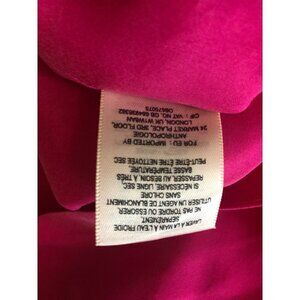 LAVER À LA MAIN À L'EAU FROIDE
NE PAS TORDRE OU ESSORER
UTILISER UN AGENT DE BLANCHIMENT
SANS CHLORE
SI NÉCESSAIRE, LIGNE SEC
REPASSER AU BESOIN À TRÈS
BASSE TEMPÉRATURE,
PEUT-ÊTRE ÊTRE NETTOYÉE SEC
FOR EU : IMPORTED BY
ANTHROPOLOGIE
24 MARKET PLACE, 3RD FLOOR,
LONDON, UK W1W8AN
CIF : VAT NO. GB